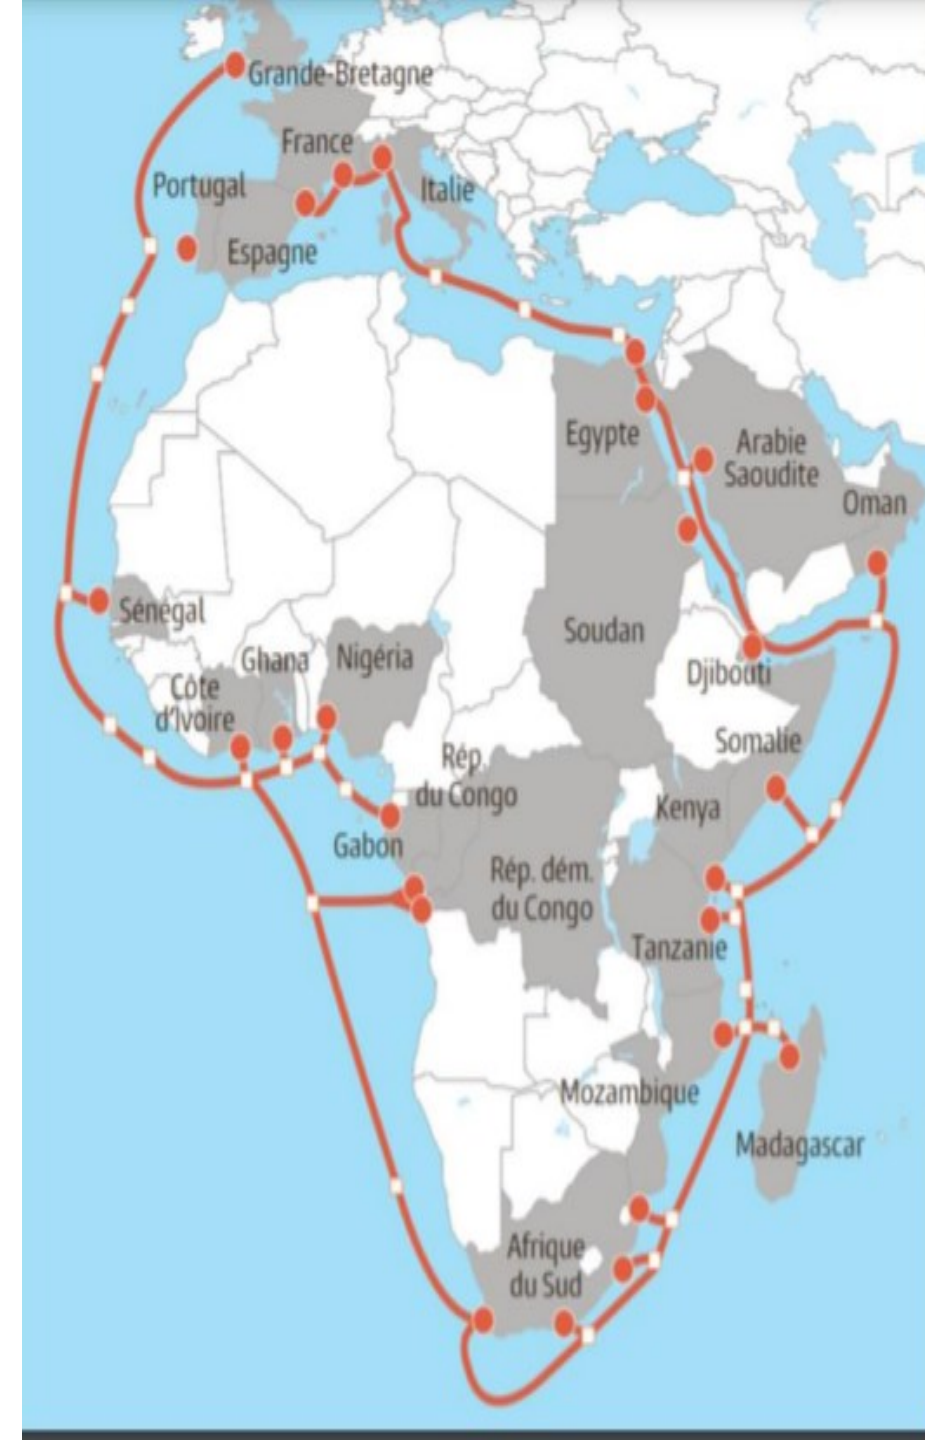 Grande-Bretagne
France
Portugal
Italie
Espagne
Egypte
Arabie
Saoudite
Oman
Sénégal
Soudan
Ghana
Nigéria
Djibouti
Côte
d'Ivoire
Somalie
Rép.
du Congo
Kenya
Gabon
Rép. dém.
du Congo
Tanzanie
Mozambique
Madagascar
Afrique
du Sud